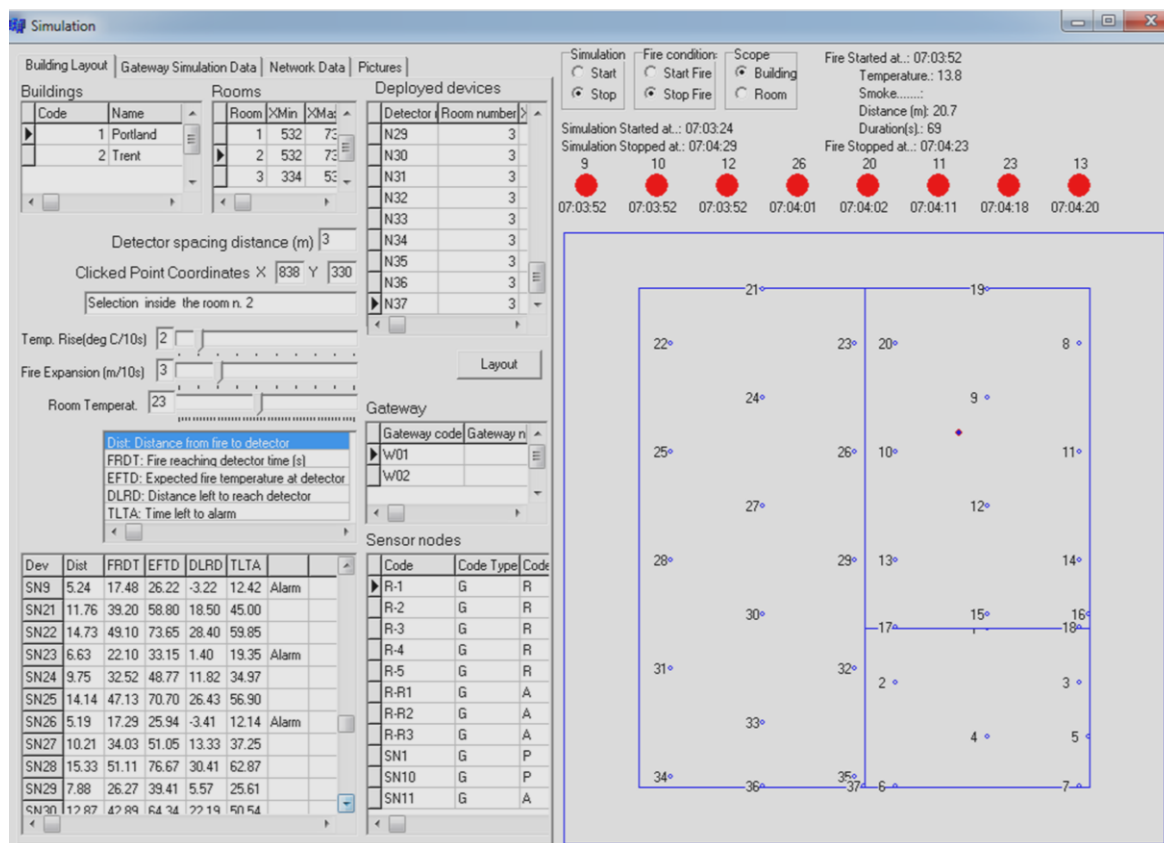 Simulation
Building Layout Gateway Simulation Data Network Data Pictures
Buildings
Code Name
1 Portland
2 Trent
Rooms
Room XMin XMa
1 532 73
2 532 73
3 334 53
Detector spacing distance (m) 3
Clicked Point Coordinates X 838 Y 330
Selection inside the room n. 2
Temp. Rise(deg C/10s) 2
Fire Expansion (m/10s) 3
Room Temperat. 23
Dist: Distance from fire to detector
FRDT: Fire reaching detector time (s)
EFTD: Expected fire temperature at detector
DLRD: Distance left to reach detector
TLTA: Time left to alarm
Dev Dist FRDT EFTD DLRD TLTA
SN9 5.24 17.48 26.22 -3.22 12.42 Alarm
SN21 11.76 39.20 58.80 18.50 45.00
SN22 14.73 49.10 73.65 28.40 59.85
SN23 6.63 22.10 33.15 1.40 19.35 Alarm
SN24 9.75 32.52 48.77 11.82 34.97
SN25 14.14 47.13 70.70 26.43 56.90
SN26 5.19 17.29 25.94 -3.41 12.14 Alarm
SN27 10.21 34.03 51.05 13.33 37.25
SN28 15.33 51.11 76.67 30.41 62.87
SN29 7.88 26.27 39.41 5.57 25.61
SN30 12.87 42.89 64.34 22.19 50.54
Deployed devices
Detector Room number X
N29 3
N30 3
N31 3
N32 3
N33 3
N34 3
N35 3
N36 3
N37 3
Layout
Gateway
Gateway code Gateway n
W01
W02
Sensor nodes
Code Code Type Code
R-1 G R
R-2 G R
R-3 G R
R-4 G R
R-5 G R
R-R1 G A
R-R2 G A
R-R3 G A
SN1 G P
SN10 G P
SN11 G A
Simulation
Start
Stop
Fire condition:
Start Fire
Stop Fire
Scope
Building
Room
Fire Started at..: 07:03:52
Temperature.: 13.8
Smoke.......:
Distance (m): 20.7
Duration(s).: 69
Simulation Started at..: 07:03:24
Simulation Stopped at.: 07:04:29 Fire Stopped at..: 07:04:23
9 10 12 26 20 11 23 13
07:03:52 07:03:52 07:03:52 07:04:01 07:04:02 07:04:11 07:04:18 07:04:20
21 19
22 23 20 8
24 9
25 26 10 11
27 12
28 29 13 14
30 15 16
17 18
31 32 2 3
33 4 5
34 35
36 37 6 7